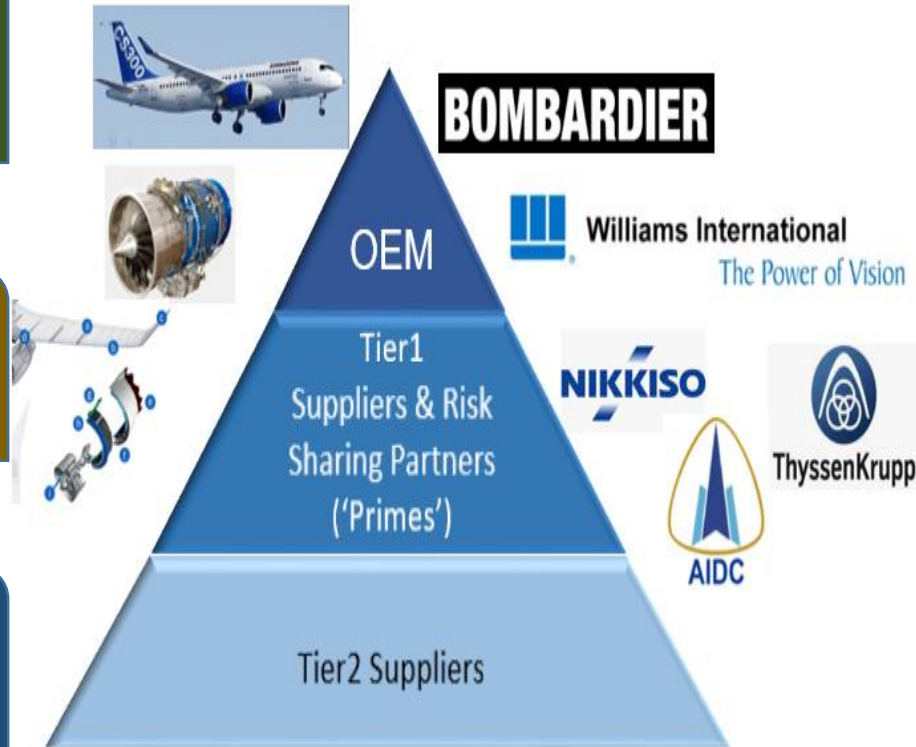 CS300
BOMBARDIER
OEM
Williams International
The Power of Vision
Tier1
Suppliers & Risk
Sharing Partners
('Primes')
NIKKISO
ThyssenKrupp
AIDC
Tier2 Suppliers